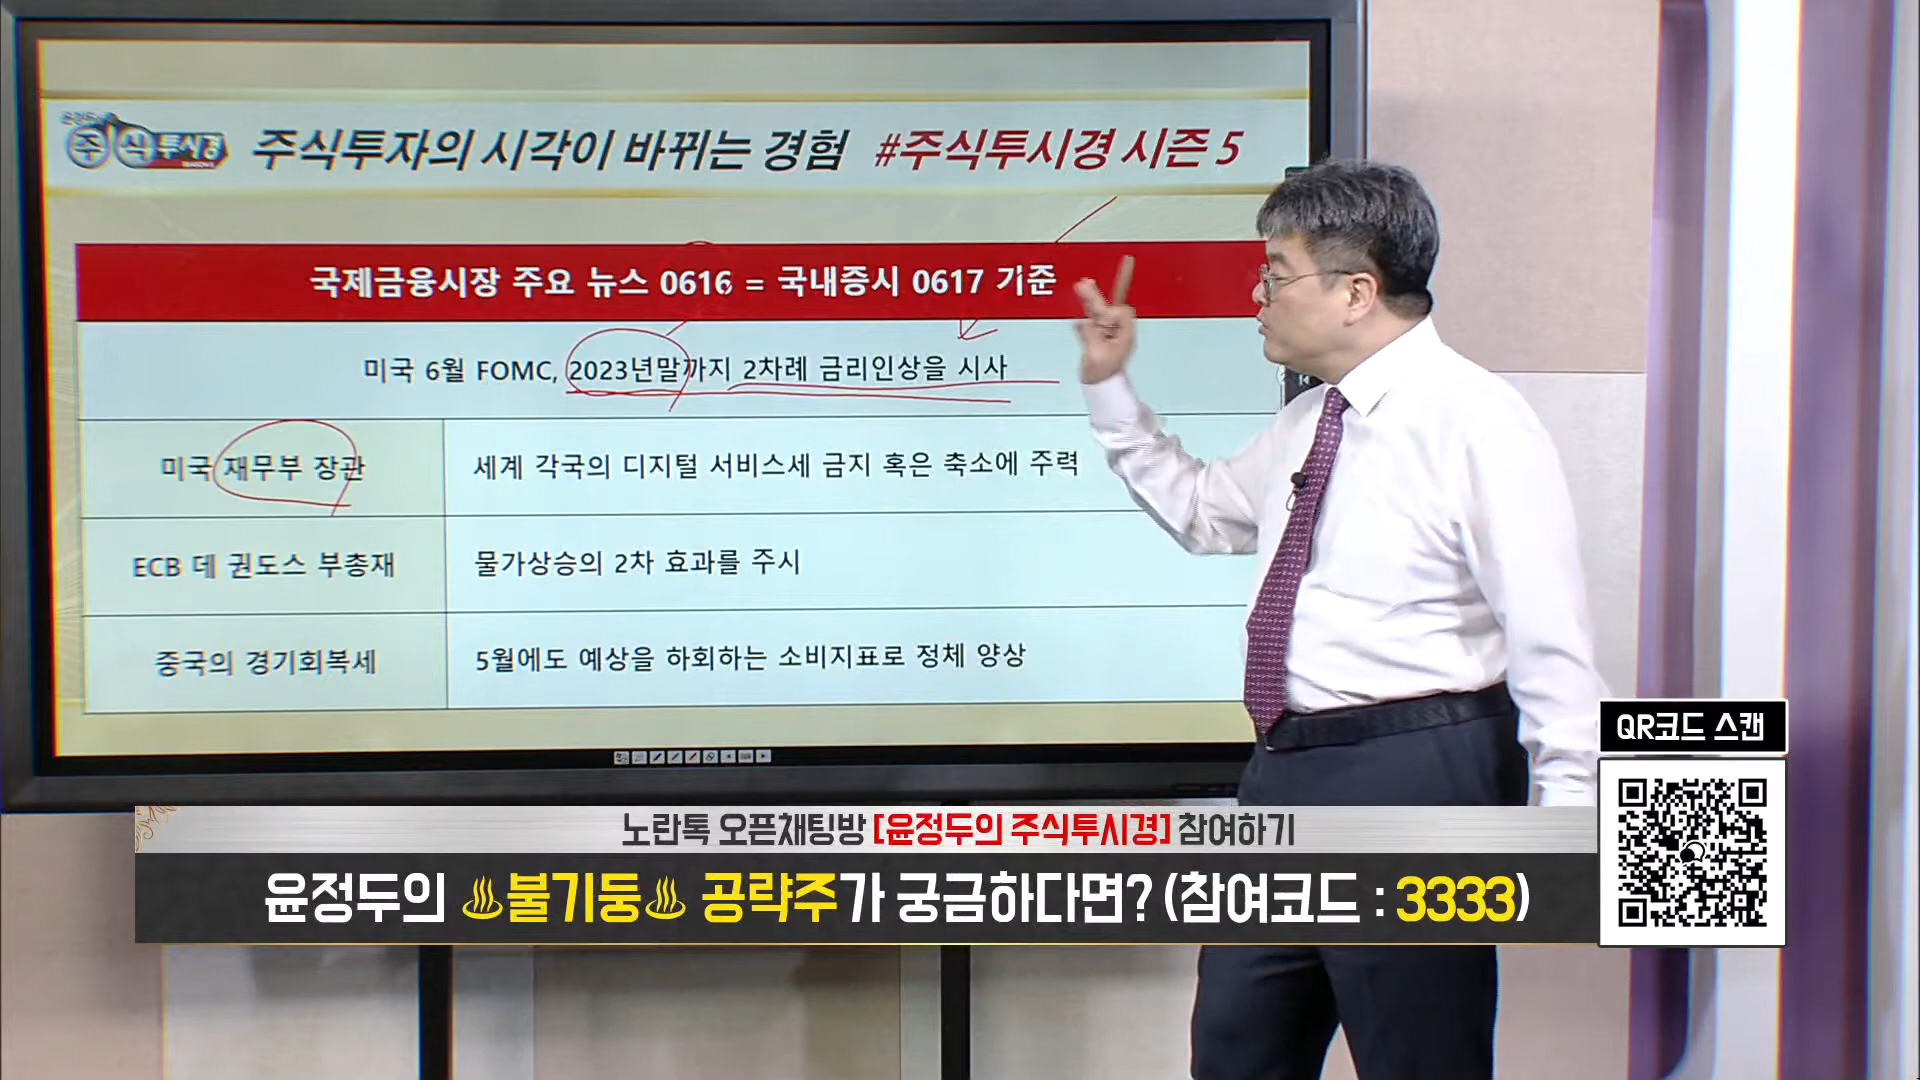 주식투시경
주식투자의 시각이 바뀌는 경험 #주식투시경 시즌 5
국제금융시장 주요 뉴스 0616 = 국내증시 0617 기준
미국 6월 FOMC, 2023년말까지 2차례 금리인상을 시사
미국 재무부 장관
세계 각국의 디지털 서비스세 금지 혹은 축소에 주력
ECB 데 귄도스 부총재
물가상승의 2차 효과를 주시
중국의 경기회복세
5월에도 예상을 하회하는 소비지표로 정체 양상
QR코드 스캔
노란톡 오픈채팅방 [윤정두의 주식투시경] 참여하기
윤정두의 ♨불기둥♨ 공략주가 궁금하다면? (참여코드 : 3333)